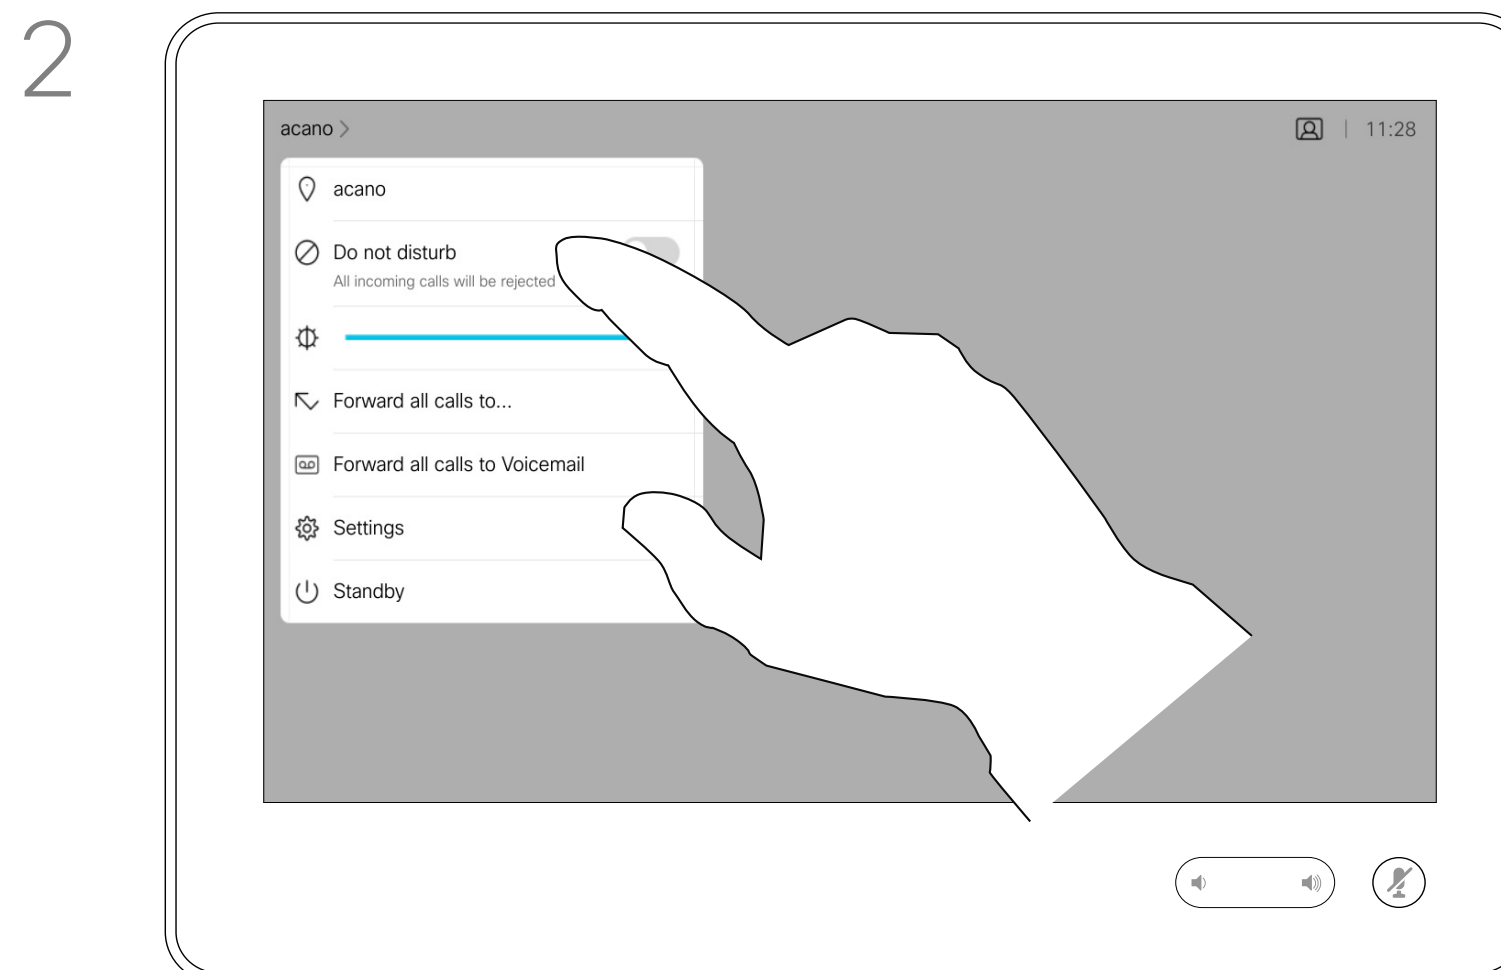 2
acano
11:28
acano
Do not disturb
All incoming calls will be rejected
Forward all calls to...
Forward all calls to Voicemail
Settings
Standby